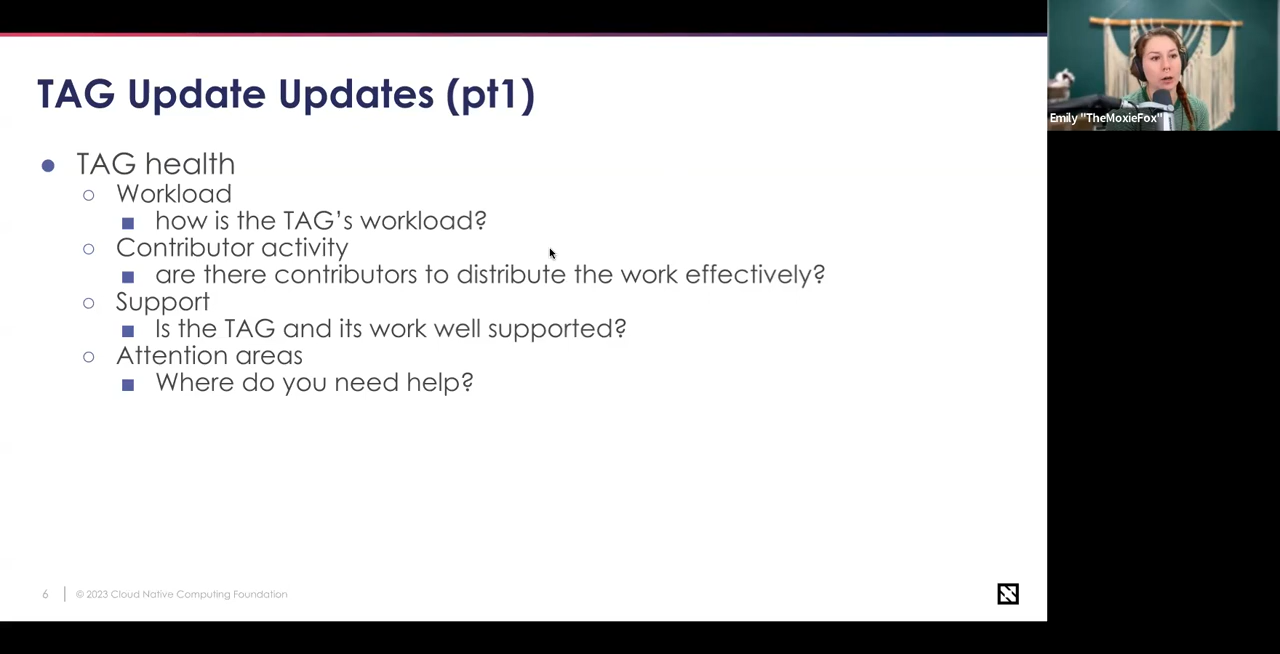 TAG Update Updates (pt1)
TAG health
Workload
how is the TAG’s workload?
Contributor activity
are there contributors to distribute the work effectively?
Support
Is the TAG and its work well supported?
Attention areas
Where do you need help?
6
© 2023 Cloud Native Computing Foundation
Emily "TheMoxieFox"